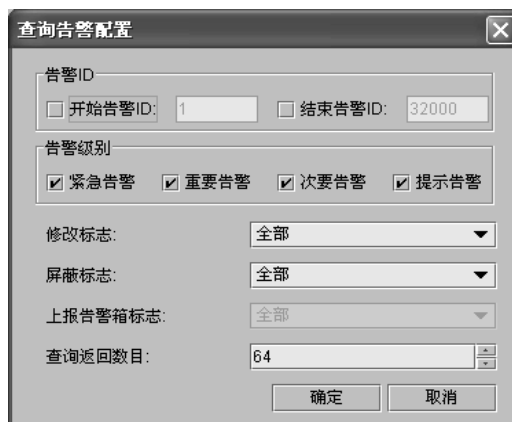 查询告警配置
告警ID
开始告警ID: 1 结束告警ID: 32000
告警级别
紧急告警 重要告警 次要告警 提示告警
修改标志: 全部
屏蔽标志: 全部
上报告警箱标志: 全部
查询返回数目: 64
确定 取消